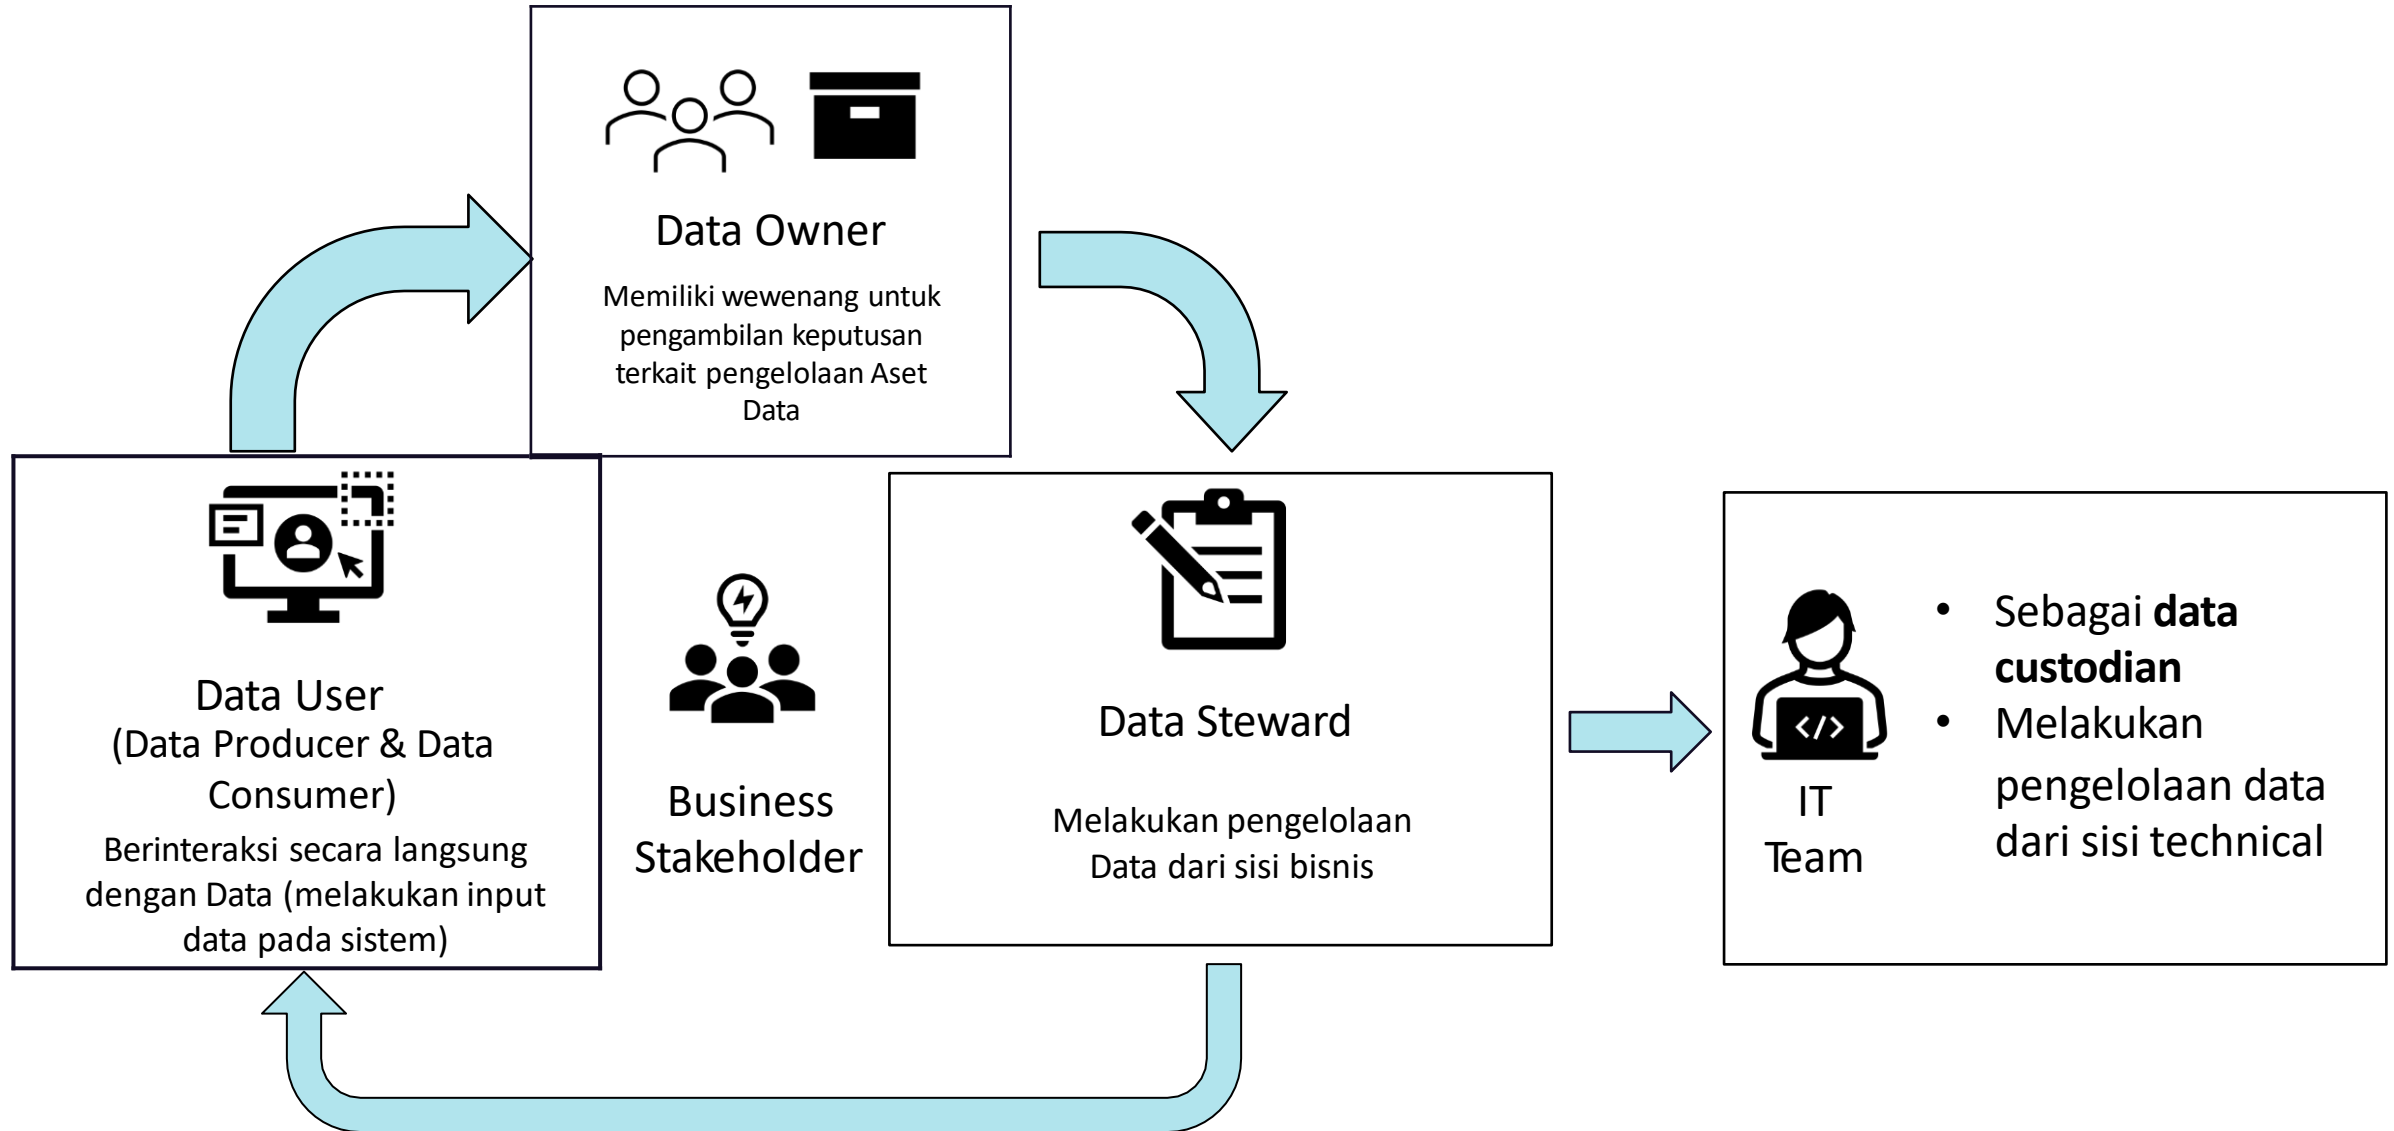 Data Owner
Memiliki wewenang untuk
pengambilan keputusan
terkait pengelolaan Aset
Data
Data User
(Data Producer & Data
Consumer)
Berinteraksi secara langsung
dengan Data (melakukan input
data pada sistem)
Business
Stakeholder
Data Steward
Melakukan pengelolaan
Data dari sisi bisnis
</>
IT
Team
• Sebagai data
custodian
• Melakukan
pengelolaan data
dari sisi technical